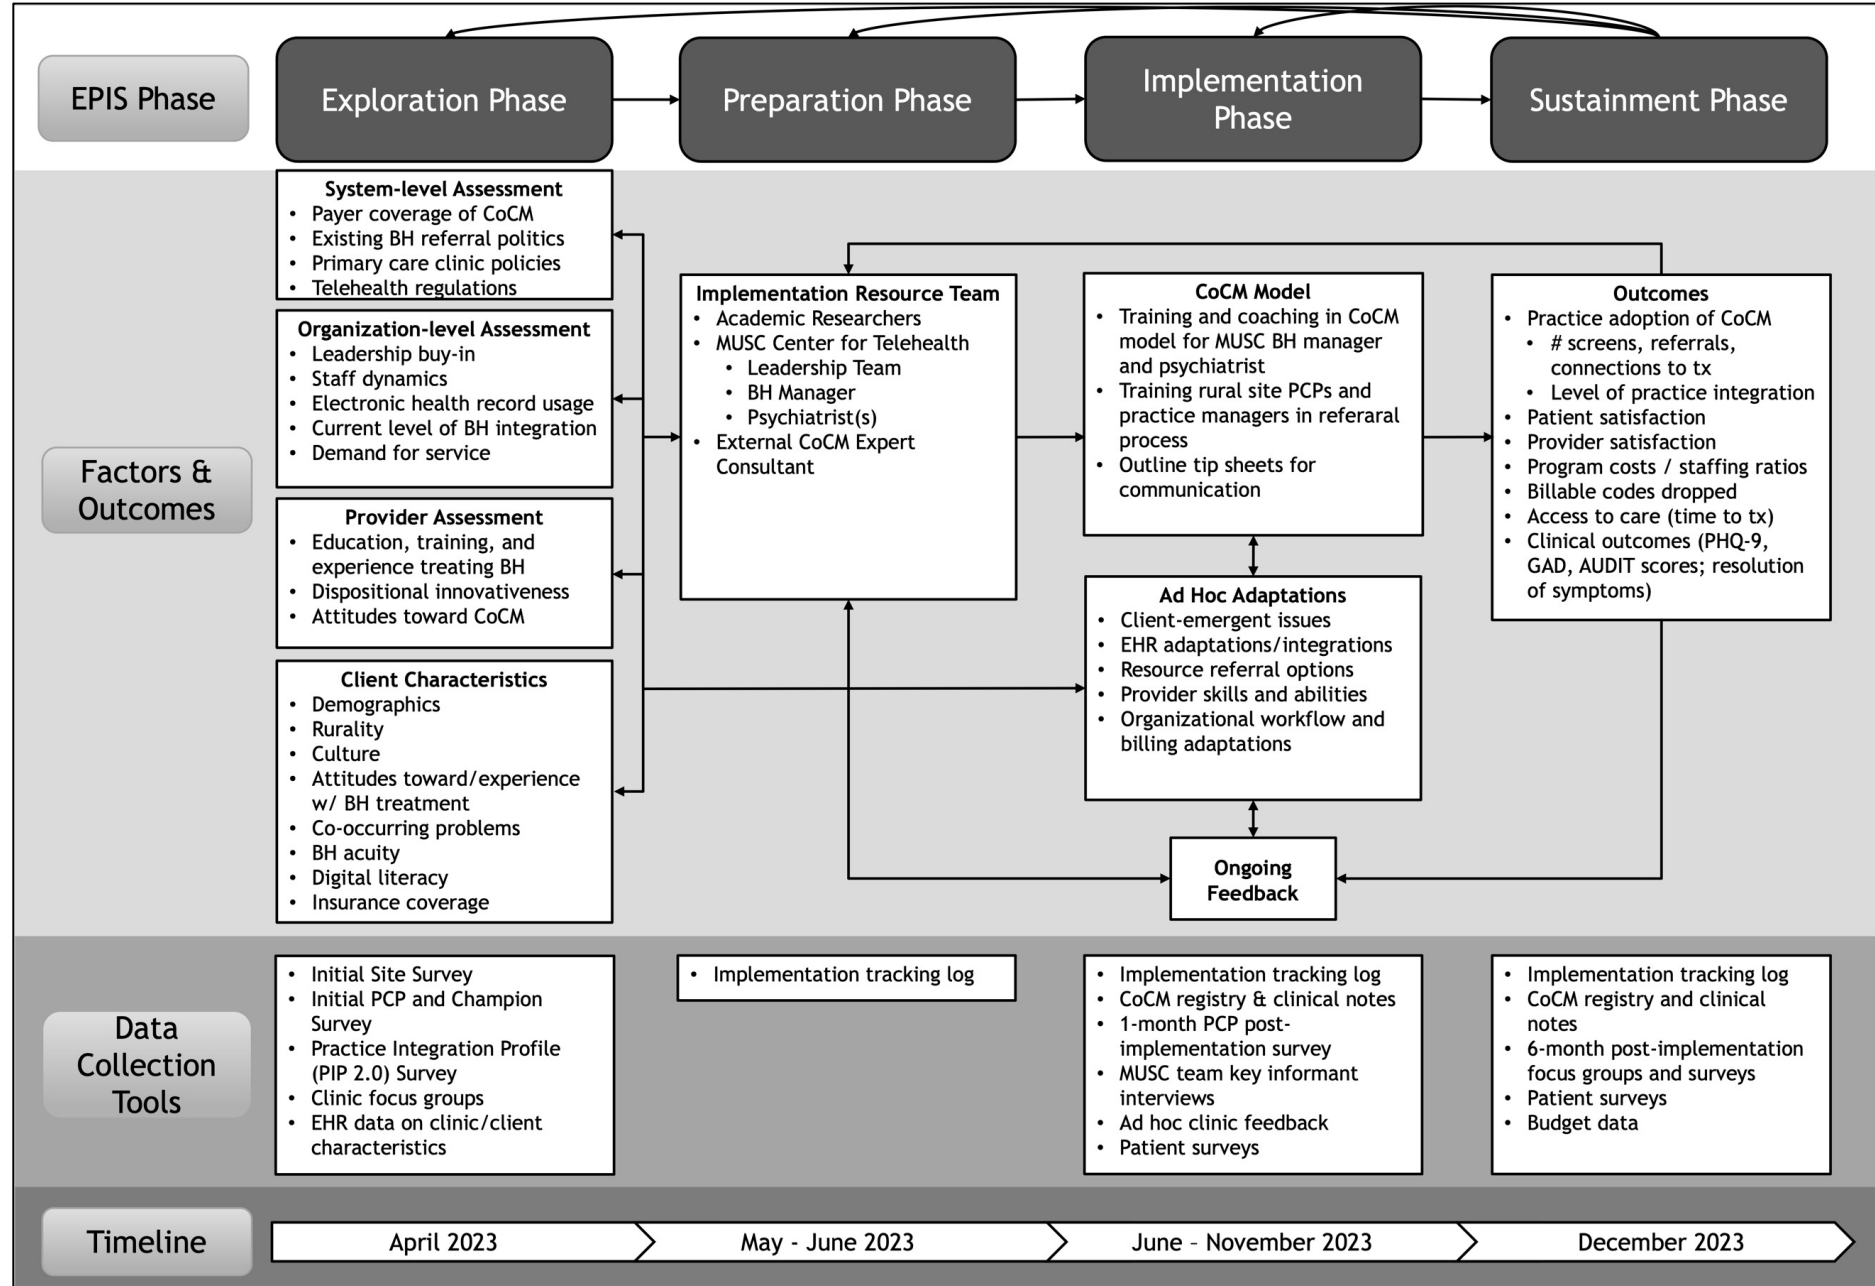 EPIS Phase
Exploration Phase
Preparation Phase
Implementation
Phase
Sustainment Phase
Factors &
Outcomes
System-level Assessment
• Payer coverage of CoCM
• Existing BH referral politics
• Primary care clinic policies
• Telehealth regulations
Organization-level Assessment
• Leadership buy-in
• Staff dynamics
• Electronic health record usage
• Current level of BH integration
• Demand for service
Provider Assessment
• Education, training, and
experience treating BH
• Dispositional innovativeness
• Attitudes toward CoCM
Client Characteristics
• Demographics
• Rurality
• Culture
• Attitudes toward/experience
w/ BH treatment
• Co-occurring problems
• BH acuity
• Digital literacy
• Insurance coverage
Implementation Resource Team
• Academic Researchers
• MUSC Center for Telehealth
• Leadership Team
• BH Manager
• Psychiatrist(s)
• External CoCM Expert
Consultant
CoCM Model
• Training and coaching in CoCM
model for MUSC BH manager
and psychiatrist
• Training rural site PCPs and
practice managers in referaral
process
• Outline tip sheets for
communication
Ad Hoc Adaptations
• Client-emergent issues
• EHR adaptations/integrations
• Resource referral options
• Provider skills and abilities
• Organizational workflow and
billing adaptations
Ongoing
Feedback
Outcomes
• Practice adoption of CoCM
• # screens, referrals,
connections to tx
• Level of practice integration
• Patient satisfaction
• Provider satisfaction
• Program costs / staffing ratios
• Billable codes dropped
• Access to care (time to tx)
• Clinical outcomes (PHQ-9,
GAD, AUDIT scores; resolution
of symptoms)
Data
Collection
Tools
• Initial Site Survey
• Initial PCP and Champion
Survey
• Practice Integration Profile
(PIP 2.0) Survey
• Clinic focus groups
• EHR data on clinic/client
characteristics
• Implementation tracking log
• Implementation tracking log
• CoCM registry & clinical notes
• 1-month PCP post-
implementation survey
• MUSC team key informant
interviews
• Ad hoc clinic feedback
• Patient surveys
• Implementation tracking log
• CoCM registry and clinical
notes
• 6-month post-implementation
focus groups and surveys
• Patient surveys
• Budget data
Timeline
April 2023
May - June 2023
June – November 2023
December 2023